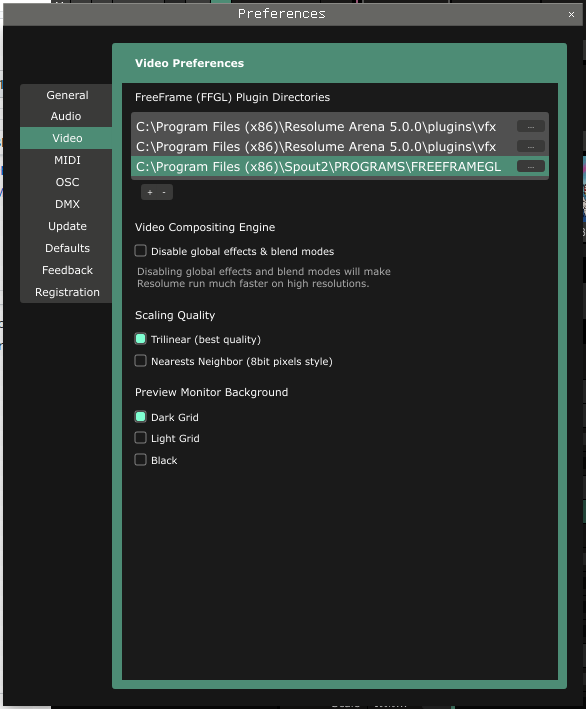 Preferences
×
Video Preferences
General
Audio
Video
MIDI
OSC
DMX
Update
Defaults
Feedback
Registration
FreeFrame (FFGL) Plugin Directories
C:\Program Files (x86)\Resolume Arena 5.0.0\plugins\vfx ...
C:\Program Files (x86)\Resolume Arena 5.0.0\plugins\vfx ...
C:\Program Files (x86)\Spout2\PROGRAMS\FREEFRAMEGL ...
+ -
Video Compositing Engine
Disable global effects & blend modes
Disabling global effects and blend modes will make
Resolume run much faster on high resolutions.
Scaling Quality
Trilinear (best quality)
Nearests Neighbor (8bit pixels style)
Preview Monitor Background
Dark Grid
Light Grid
Black